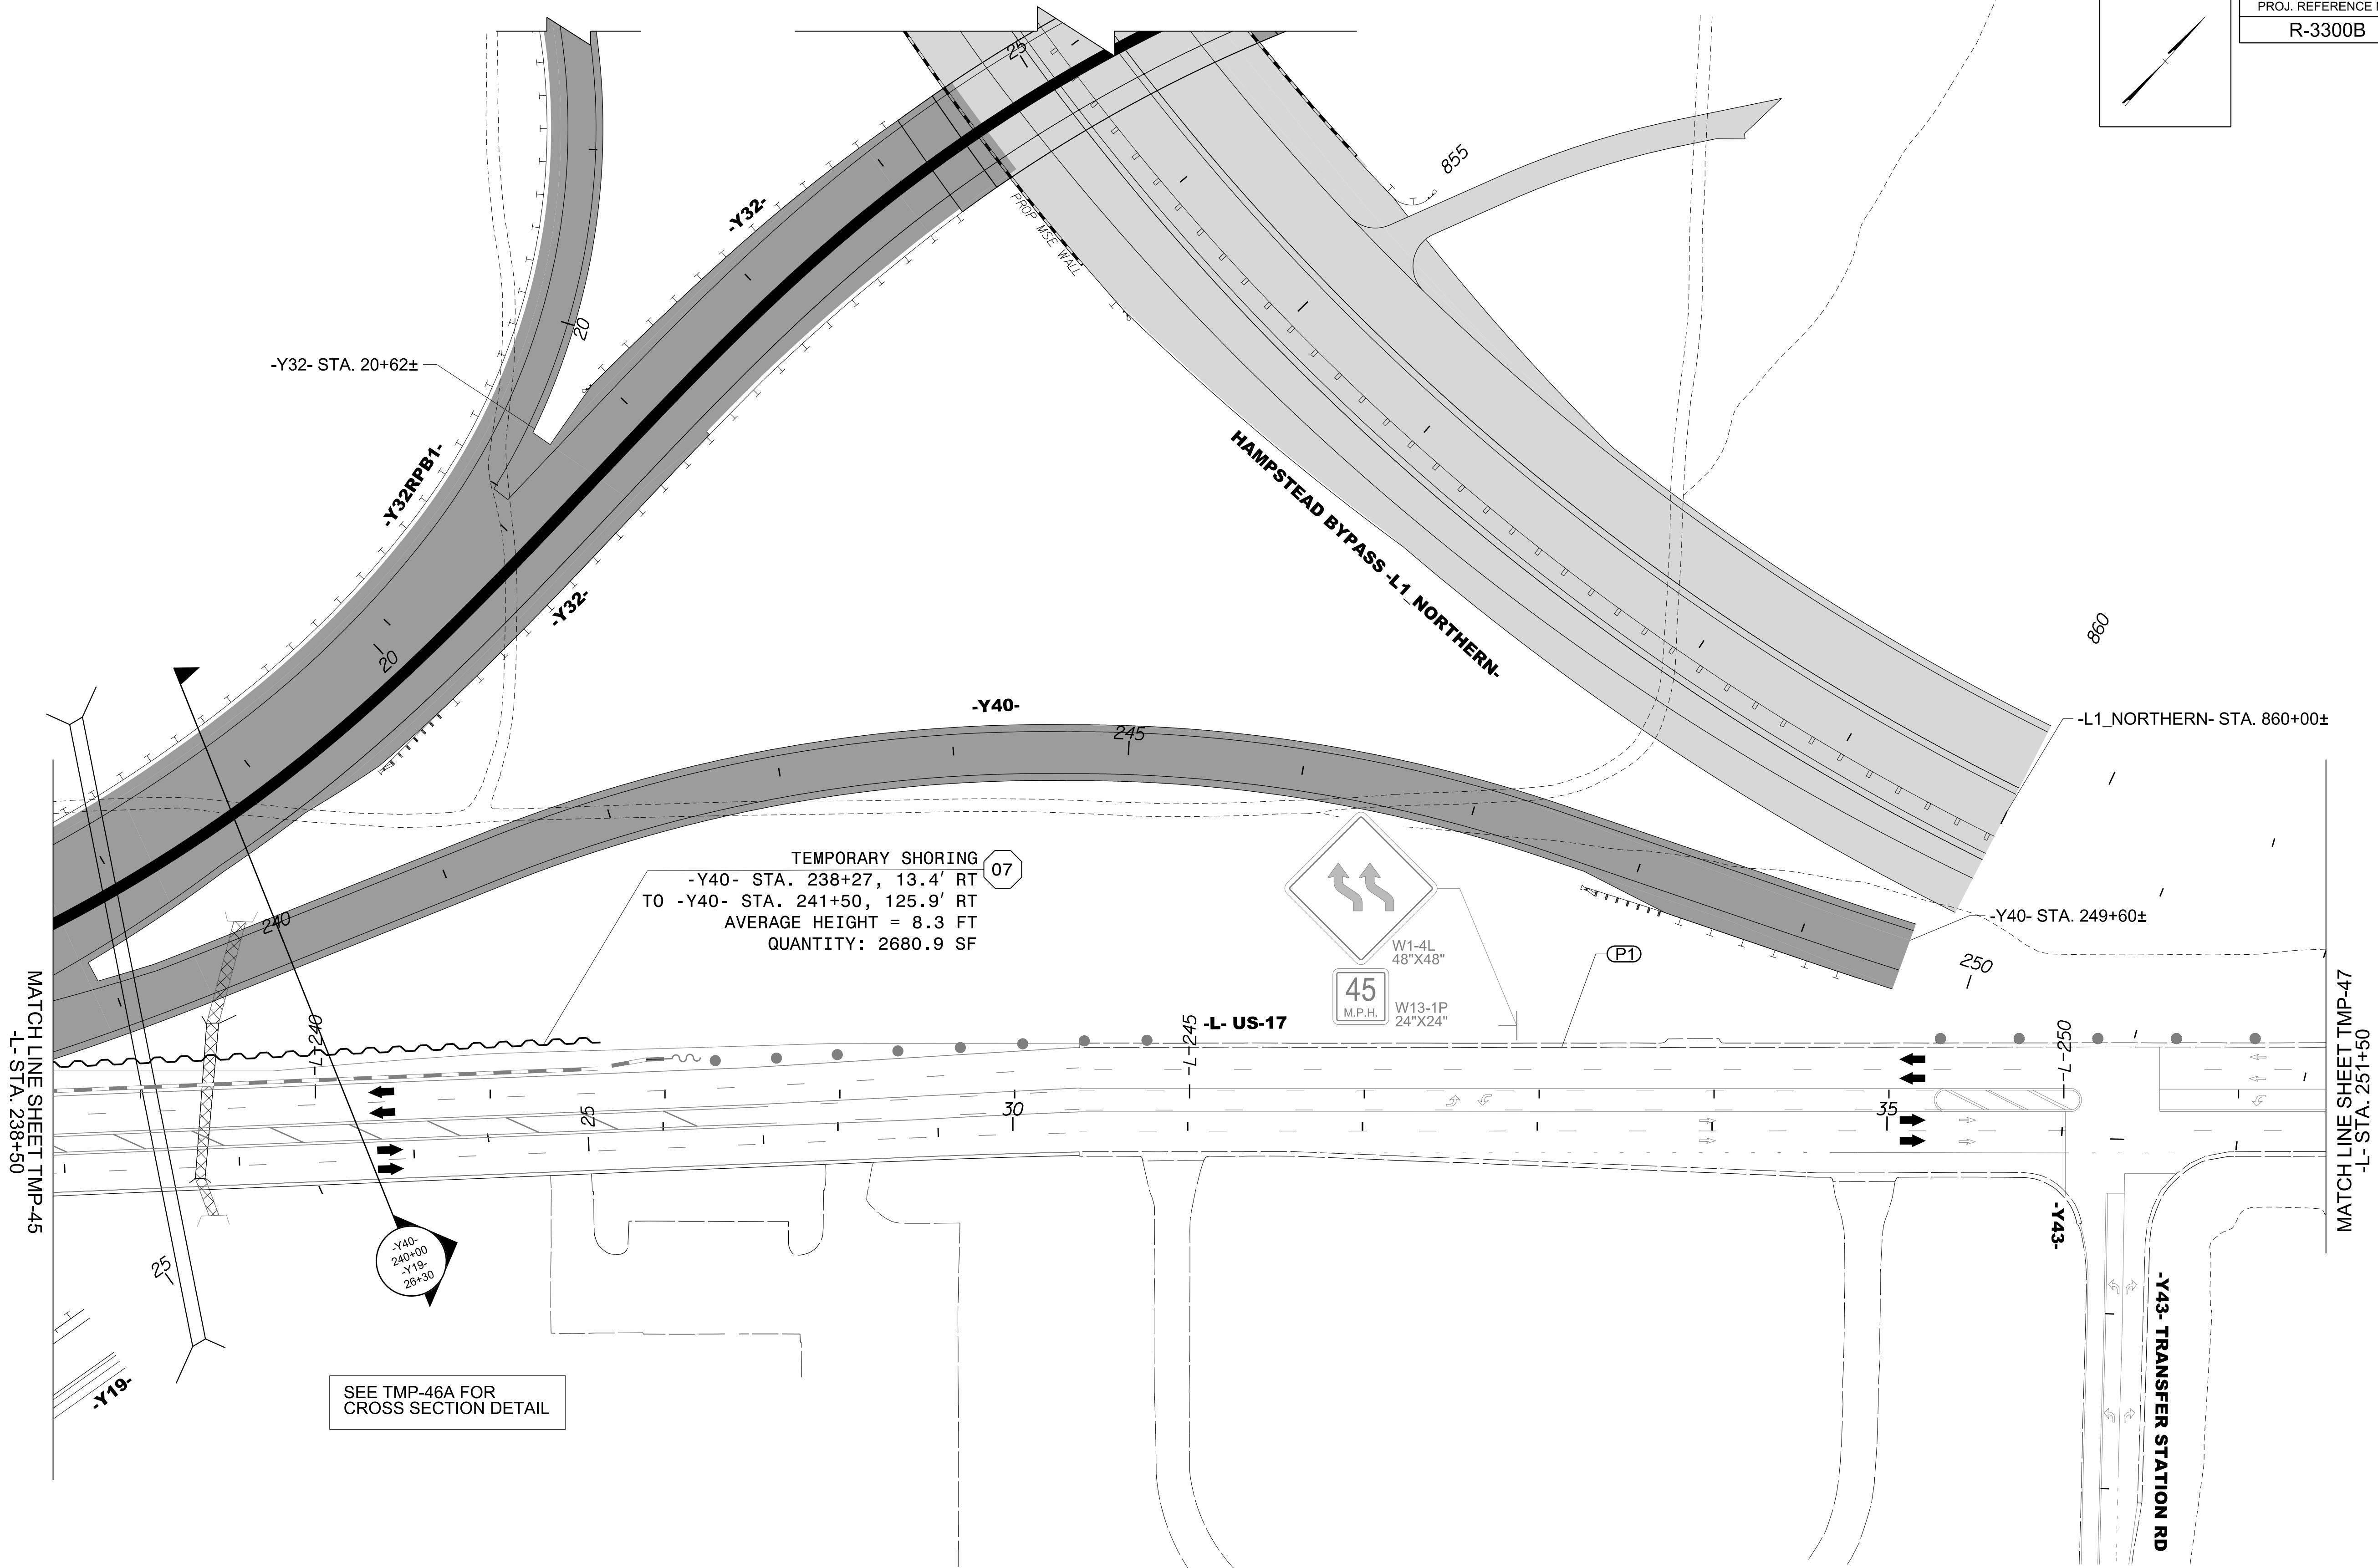 PROJ. REFERENCE
R-3300B
25
855
-Y32-
PROP MSE WALL
20
-Y32- STA. 20+62±
-Y32RPB1-
HAMPSTEAD BYPASS -L1_NORTHERN-
-Y32-
20
860
-Y40-
245
-L1_NORTHERN- STA. 860+00±
TEMPORARY SHORING
07
-Y40- STA. 238+27, 13.4' RT
TO -Y40- STA. 241+50, 125.9' RT
AVERAGE HEIGHT = 8.3 FT
QUANTITY: 2680.9 SF
240
-Y40- STA. 249+60±
W1-4L
48"X48"
P1
250
45
M.P.H.
W13-1P
24"X24"
MATCH LINE SHEET TMP-45
-L- STA. 238+50
MATCH LINE SHEET TMP-47
-L- STA. 251+50
-L-240
-L-245
-L- US-17
-L-250
25
30
35
-Y43-
-Y40-
240+00
-Y19-
26+30
25
-Y43- TRANSFER STATION RD
-Y19-
SEE TMP-46A FOR
CROSS SECTION DETAIL